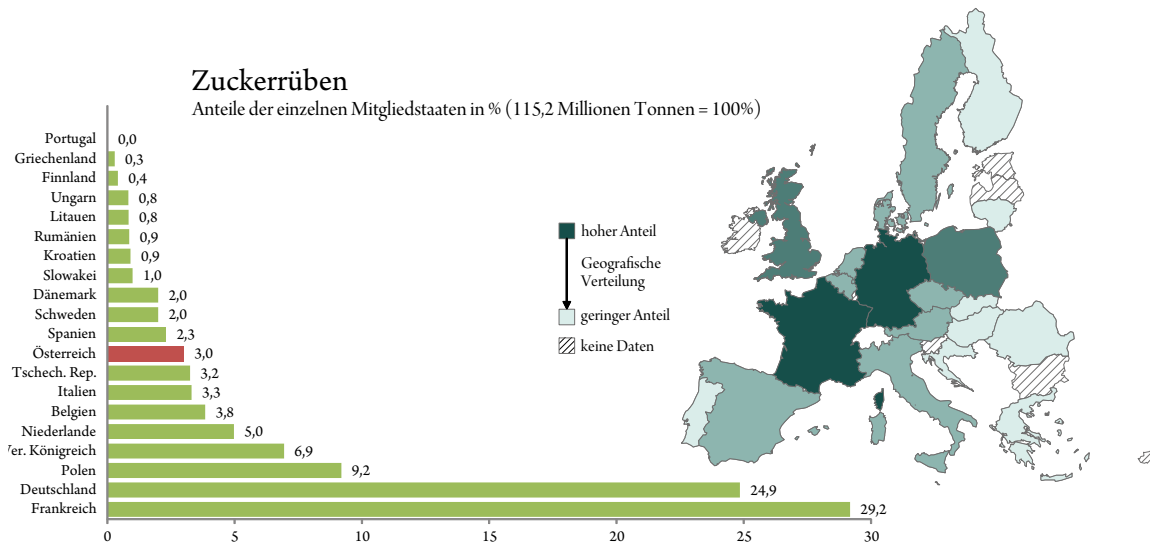 Zuckerrüben
Anteile der einzelnen Mitgliedstaaten in % (115,2 Millionen Tonnen = 100%)
Portugal 0,0
Griechenland 0,3
Finnland 0,4
Ungarn 0,8
Litauen 0,8
Rumänien 0,9
Kroatien 0,9
Slowakei 1,0
Dänemark 2,0
Schweden 2,0
Spanien 2,3
Österreich 3,0
Tschech. Rep. 3,2
Italien 3,3
Belgien 3,8
Niederlande 5,0
Ver. Königreich 6,9
Polen 9,2
Deutschland 24,9
Frankreich 29,2
0 5 10 15 20 25 30
hoher Anteil
Geografische
Verteilung
geringer Anteil
keine Daten